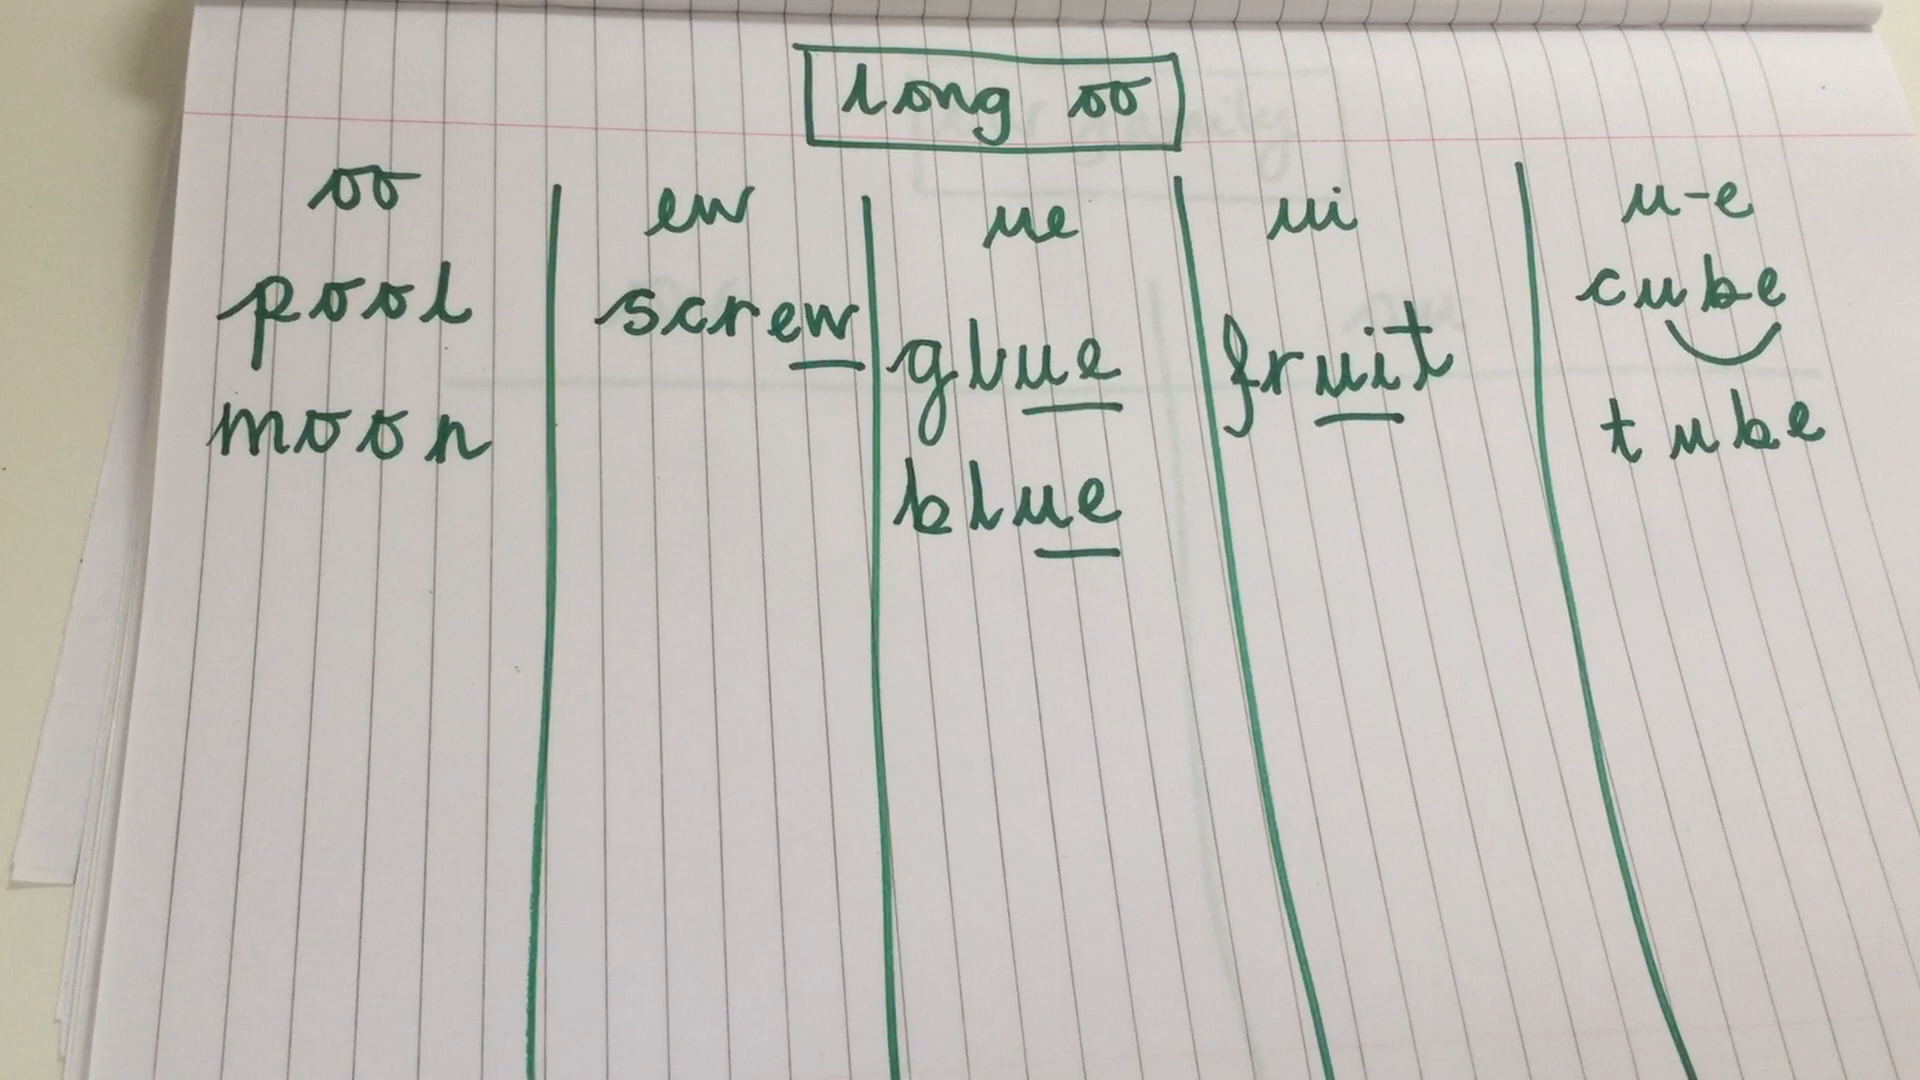 long oo
oo
pool
moon
ew
screw
ue
glue
blue
ui
fruit
u-e
cube
tube